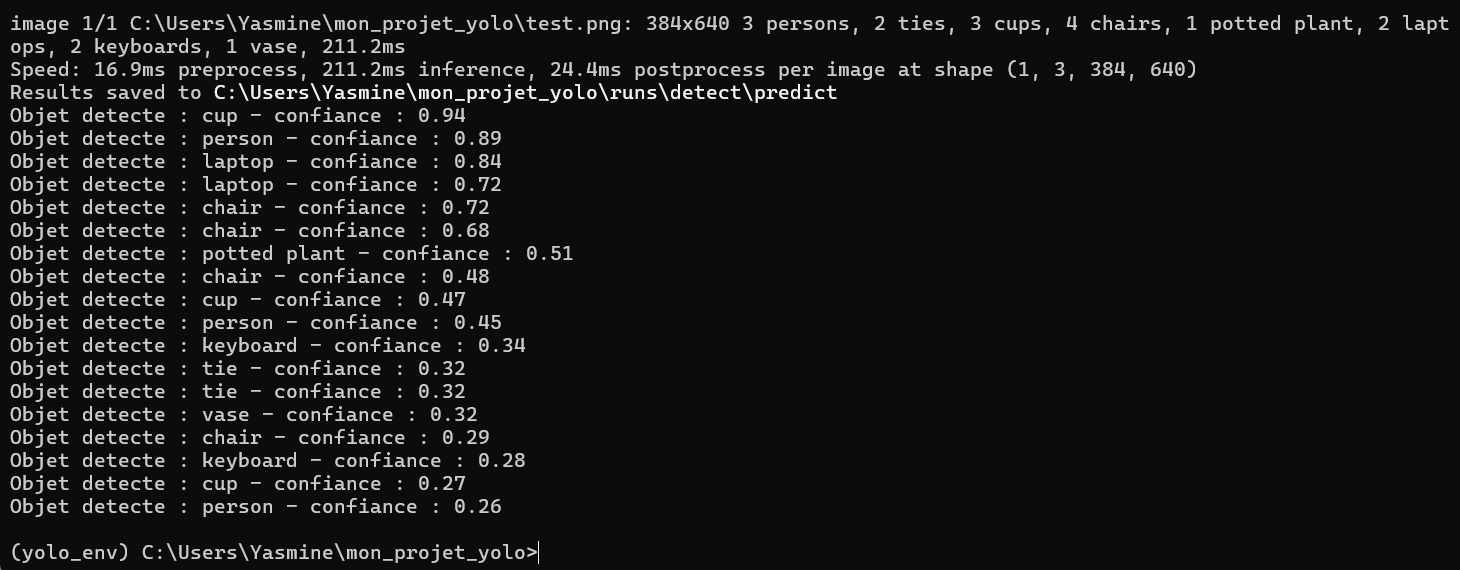 image 1/1 C:\Users\Yasmine\mon_projet_yolo\test.png: 384x640 3 persons, 2 ties, 3 cups, 4 chairs, 1 potted plant, 2 lapt
ops, 2 keyboards, 1 vase, 211.2ms
Speed: 16.9ms preprocess, 211.2ms inference, 24.4ms postprocess per image at shape (1, 3, 384, 640)
Results saved to C:\Users\Yasmine\mon_projet_yolo\runs\detect\predict
Objet detecte : cup - confiance : 0.94
Objet detecte : person - confiance : 0.89
Objet detecte : laptop - confiance : 0.84
Objet detecte : laptop - confiance : 0.72
Objet detecte : chair - confiance : 0.72
Objet detecte : chair - confiance : 0.68
Objet detecte : potted plant - confiance : 0.51
Objet detecte : chair - confiance : 0.48
Objet detecte : cup - confiance : 0.47
Objet detecte : person - confiance : 0.45
Objet detecte : keyboard - confiance : 0.34
Objet detecte : tie - confiance : 0.32
Objet detecte : tie - confiance : 0.32
Objet detecte : vase - confiance : 0.32
Objet detecte : chair - confiance : 0.29
Objet detecte : keyboard - confiance : 0.28
Objet detecte : cup - confiance : 0.27
Objet detecte : person - confiance : 0.26
(yolo_env) C:\Users\Yasmine\mon_projet_yolo>